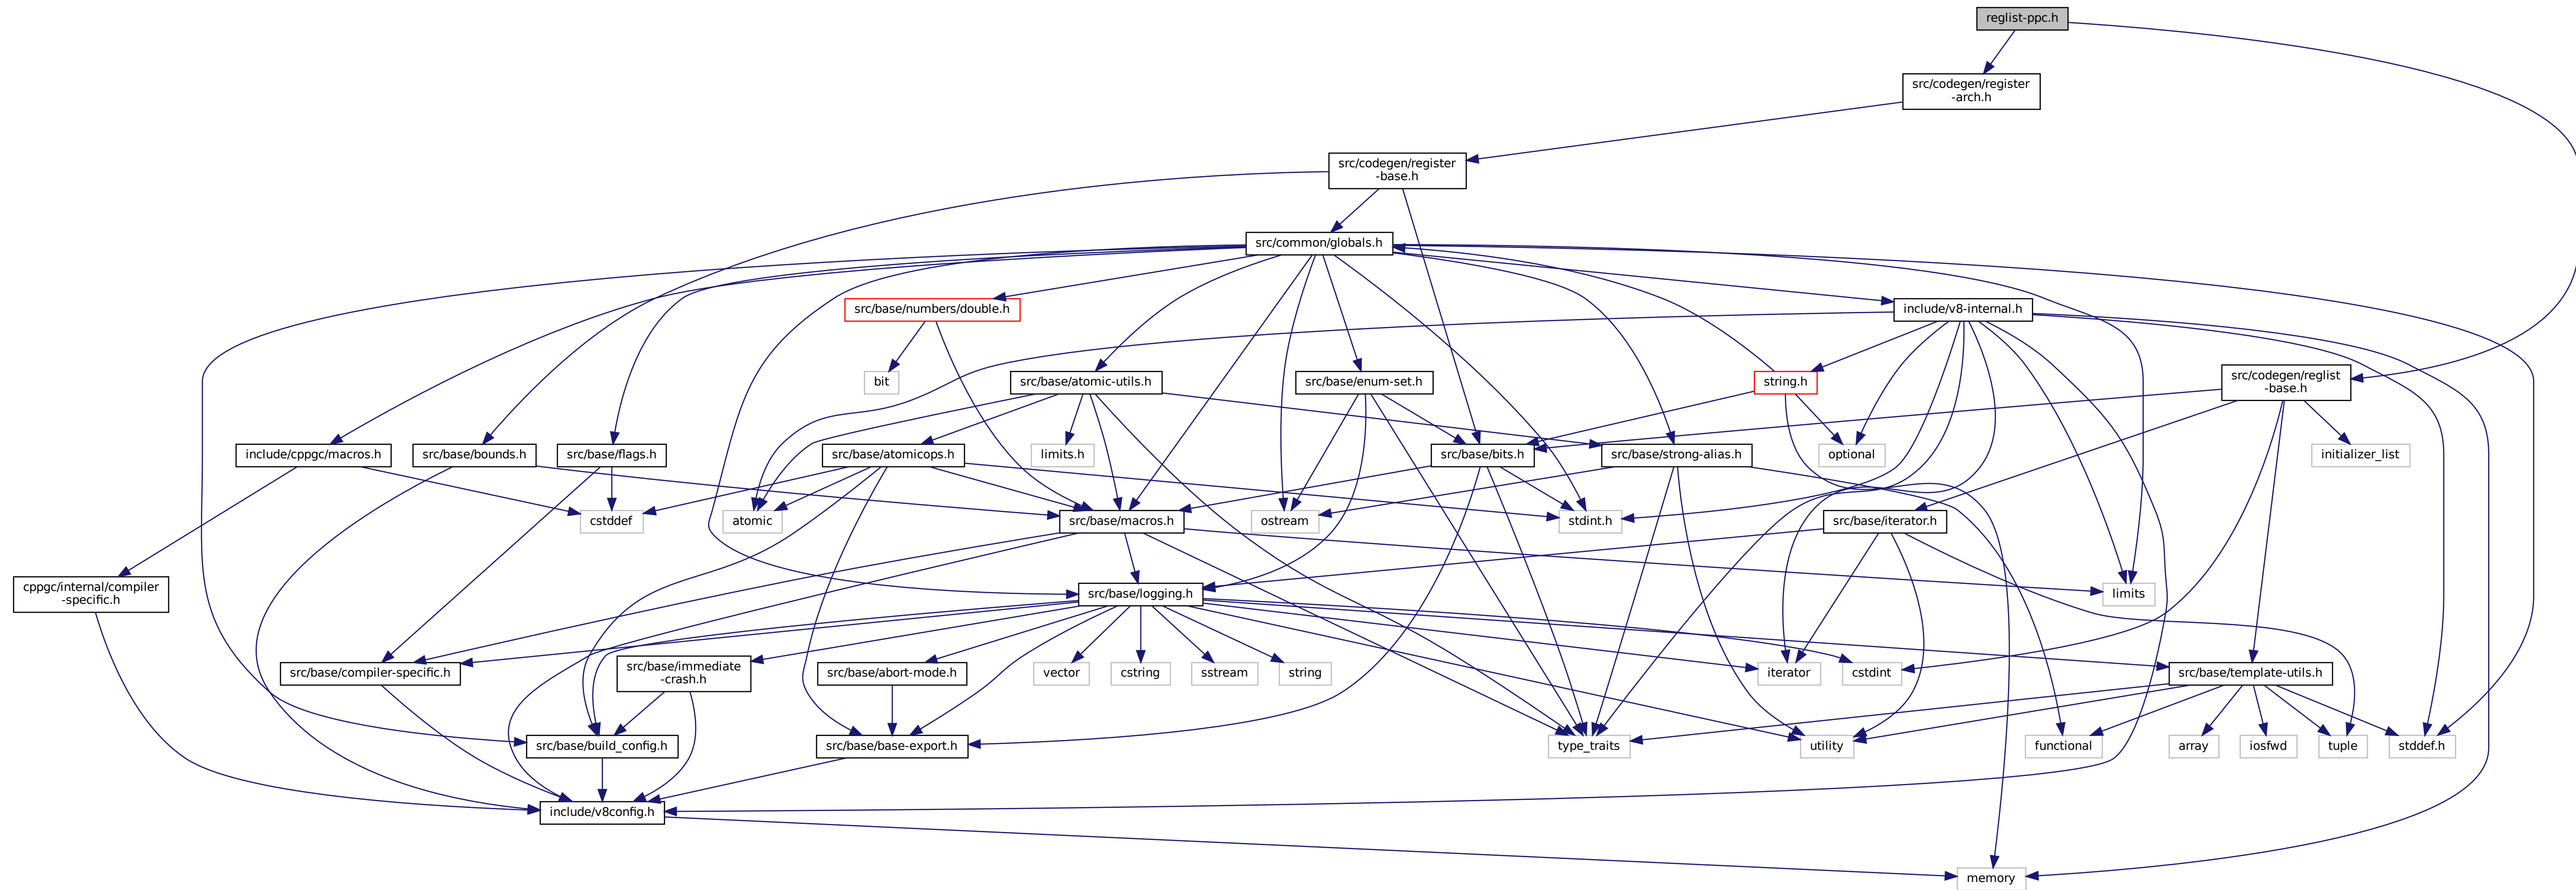 reglist-ppc.h
src/codegen/register
-arch.h
src/codegen/register
-base.h
src/common/globals.h
src/base/numbers/double.h
include/v8-internal.h
bit
src/base/atomic-utils.h
src/base/enum-set.h
string.h
src/codegen/reglist
-base.h
include/cppgc/macros.h
src/base/bounds.h
src/base/flags.h
src/base/atomicops.h
limits.h
src/base/bits.h
src/base/strong-alias.h
optional
initializer_list
cstddef
atomic
src/base/macros.h
ostream
stdint.h
src/base/iterator.h
cppgc/internal/compiler
-specific.h
src/base/logging.h
limits
src/base/compiler-specific.h
src/base/immediate
-crash.h
src/base/abort-mode.h
vector
cstring
sstream
string
iterator
cstdint
src/base/template-utils.h
src/base/build_config.h
src/base/base-export.h
type_traits
utility
functional
array
iosfwd
tuple
stddef.h
include/v8config.h
memory